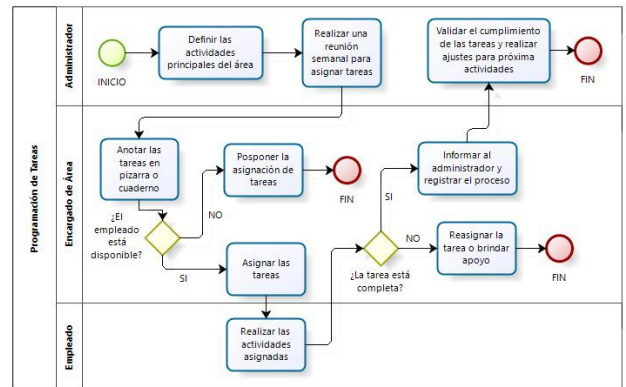 Programación de Tareas
Administrador
INICIO
Definir las
actividades
principales del área
Realizar una
reunión
semanal para
asignar tareas
Validar el cumplimiento
de las tareas y realizar
ajustes para próxima
actividades
FIN
Encargado de Área
Anotar las
tareas en
pizarra o
cuaderno
¿El
empleado
está
disponible?
NO
Posponer la
asignación de
tareas
FIN
SI
Asignar las
tareas
¿La tarea está
completa?
SI
Informar al
administrador y
registrar el proceso
NO
Reasignar la
tarea o brindar
apoyo
FIN
Empleado
Realizar las
actividades
asignadas